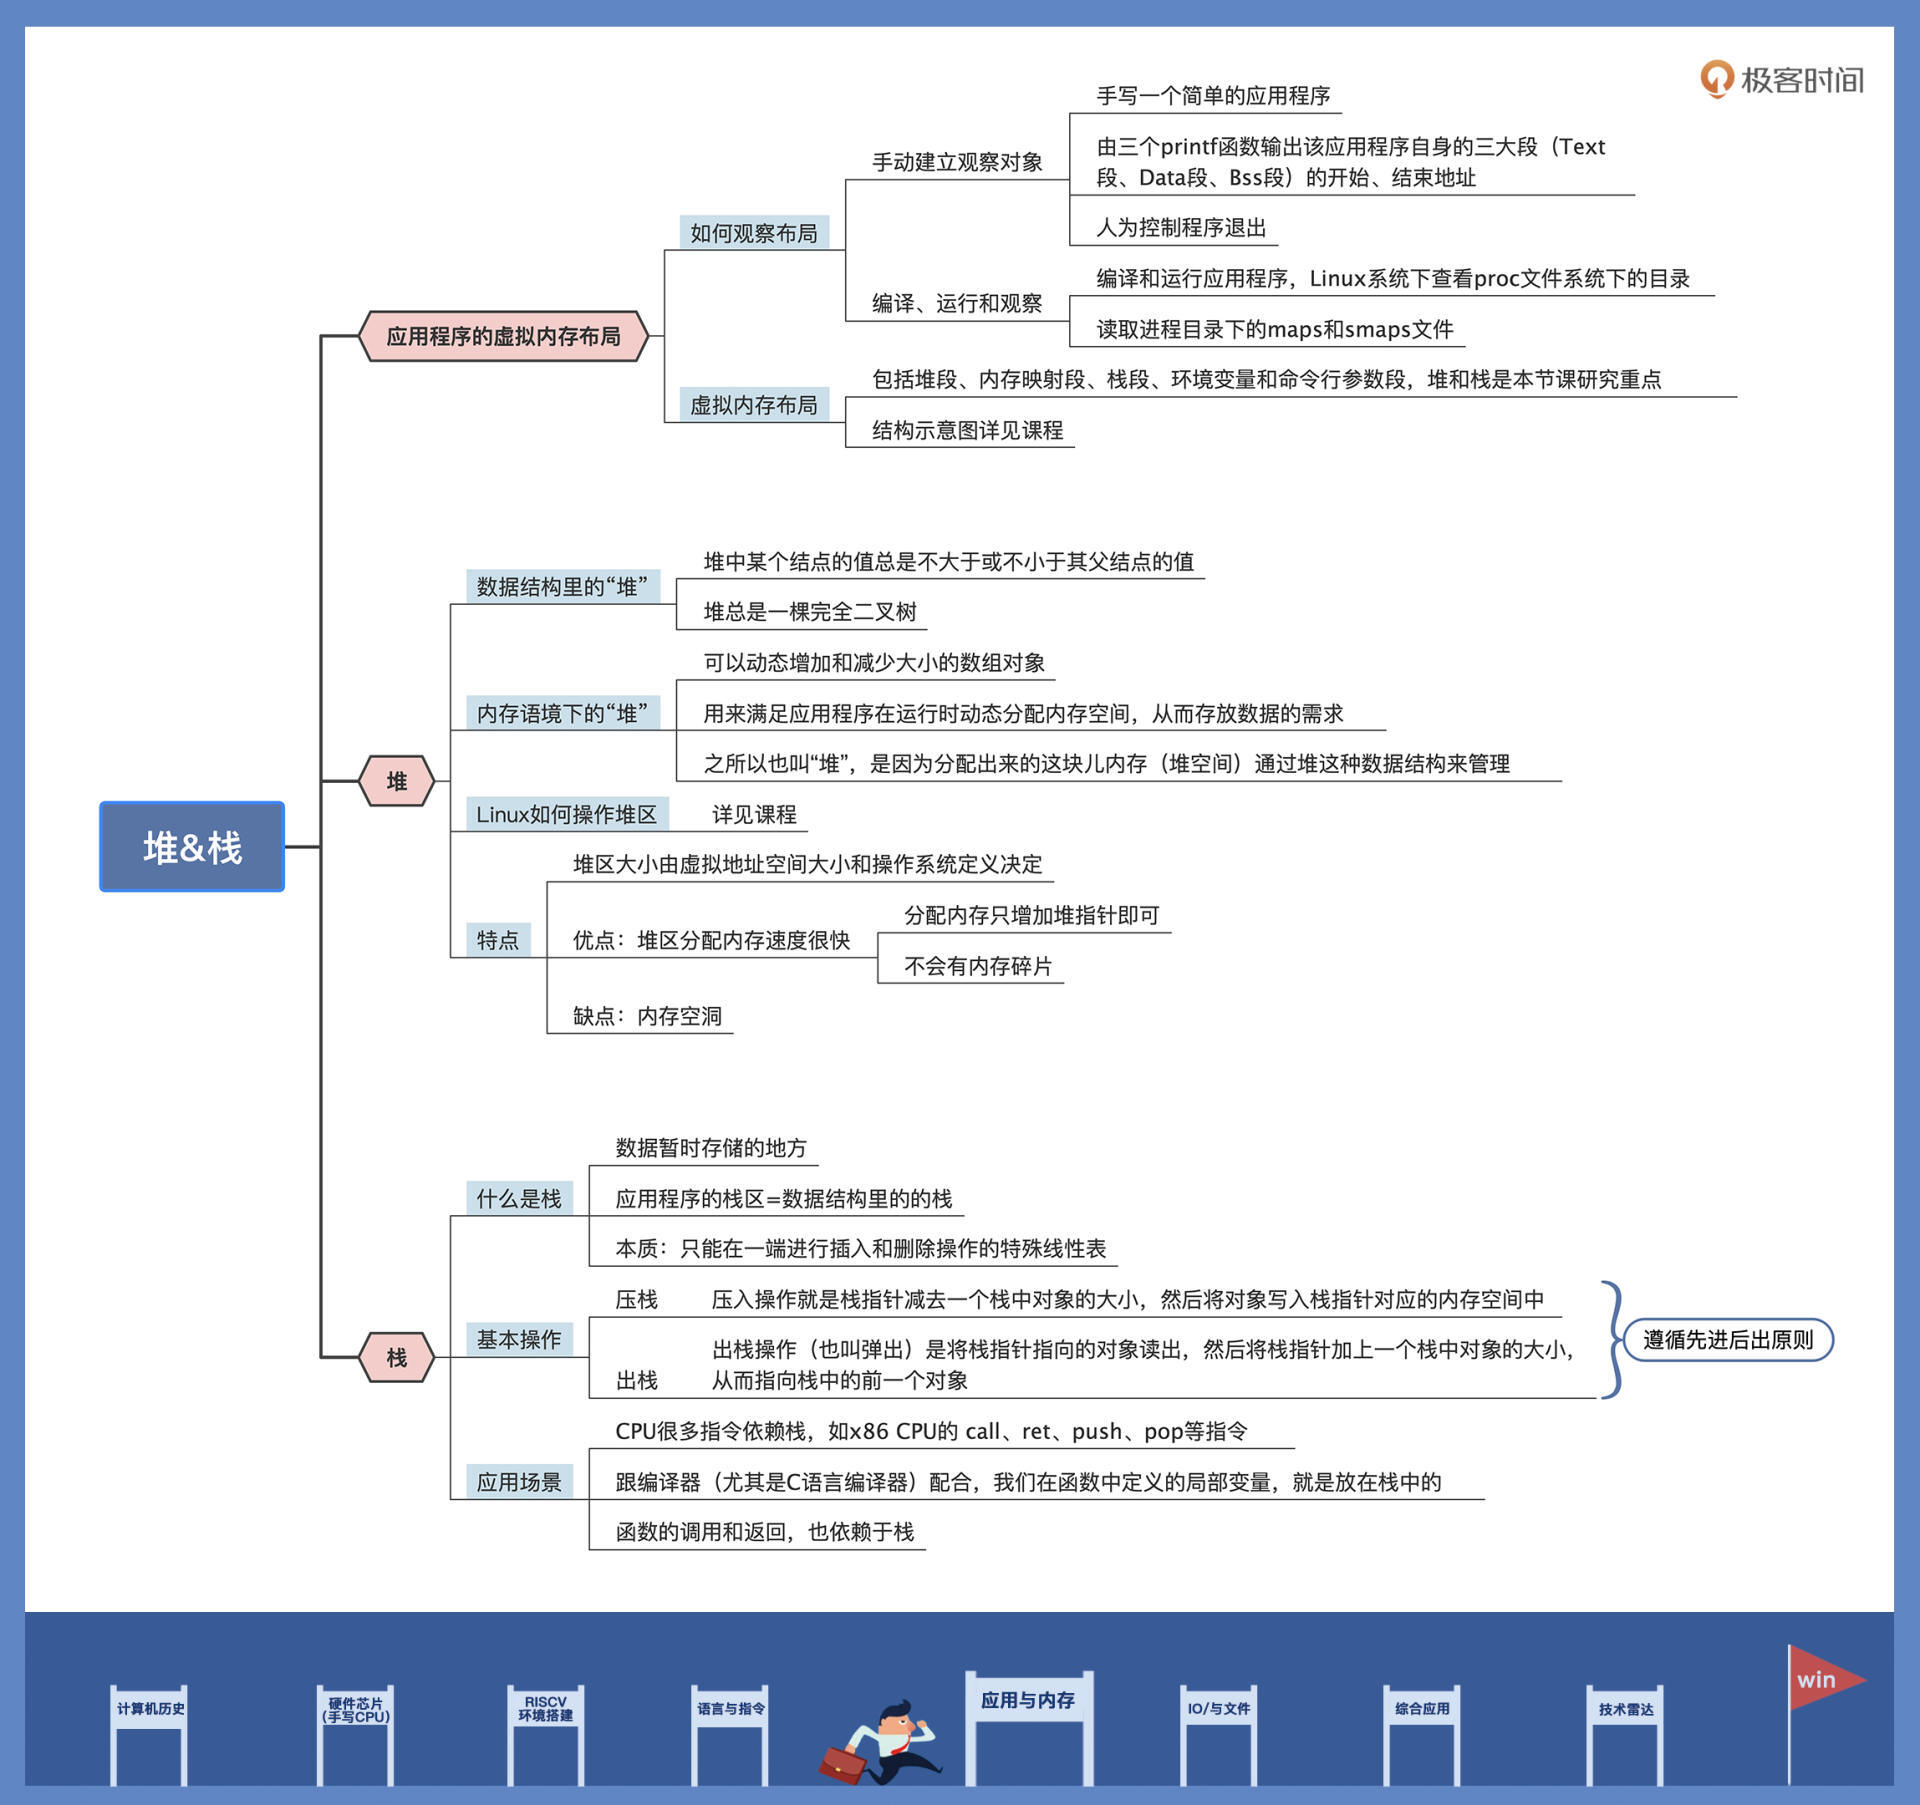 极客时间
堆&栈
应用程序的虚拟内存布局
如何观察布局
手动建立观察对象
手写一个简单的应用程序
由三个printf函数输出该应用程序自身的三大段（Text
段、Data段、Bss段）的开始、结束地址
人为控制程序退出
编译、运行和观察
编译和运行应用程序，Linux系统下查看proc文件系统下的目录
读取进程目录下的maps和smaps文件
虚拟内存布局
包括堆段、内存映射段、栈段、环境变量和命令行参数段，堆和栈是本节课研究重点
结构示意图详见课程
堆
数据结构里的“堆”
堆中某个结点的值总是不大于或不小于其父结点的值
堆总是一棵完全二叉树
内存语境下的“堆”
可以动态增加和减少大小的数组对象
用来满足应用程序在运行时动态分配内存空间，从而存放数据的需求
之所以也叫“堆”，是因为分配出来的这块儿内存（堆空间）通过堆这种数据结构来管理
Linux如何操作堆区
详见课程
特点
堆区大小由虚拟地址空间大小和操作系统定义决定
优点：堆区分配内存速度很快
分配内存只增加堆指针即可
不会有内存碎片
缺点：内存空洞
栈
什么是栈
数据暂时存储的地方
应用程序的栈区=数据结构里的的栈
本质：只能在一端进行插入和删除操作的特殊线性表
基本操作
压栈
压入操作就是栈指针减去一个栈中对象的大小，然后将对象写入栈指针对应的内存空间中
出栈
出栈操作（也叫弹出）是将栈指针指向的对象读出，然后将栈指针加上一个栈中对象的大小，
从而指向栈中的前一个对象
遵循先进后出原则
应用场景
CPU很多指令依赖栈，如x86 CPU的 call、ret、push、pop等指令
跟编译器（尤其是C语言编译器）配合，我们在函数中定义的局部变量，就是放在栈中的
函数的调用和返回，也依赖于栈
计算机历史
硬件芯片
(手写CPU)
RISCV
环境搭建
语言与指令
应用与内存
IO/与文件
综合应用
技术雷达
win